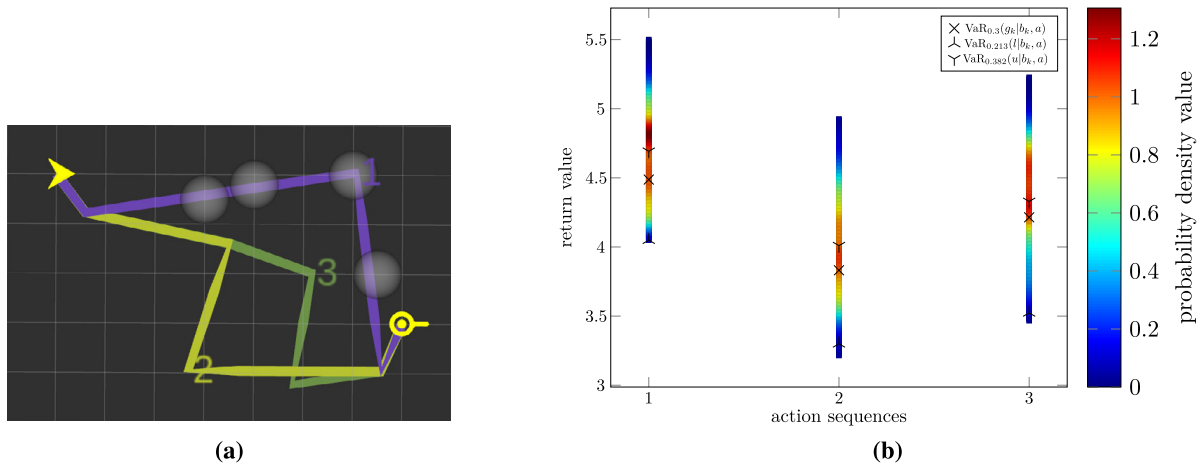 1
3
2
(a)
5.5
5
4.5
4
3.5
3
return value
1
2
3
action sequences
VaR0.3(gk|bk, a)
VaR0.213(l|bk, a)
VaR0.382(u|bk, a)
1.2
1
0.8
0.6
0.4
0.2
0
probability density value
(b)